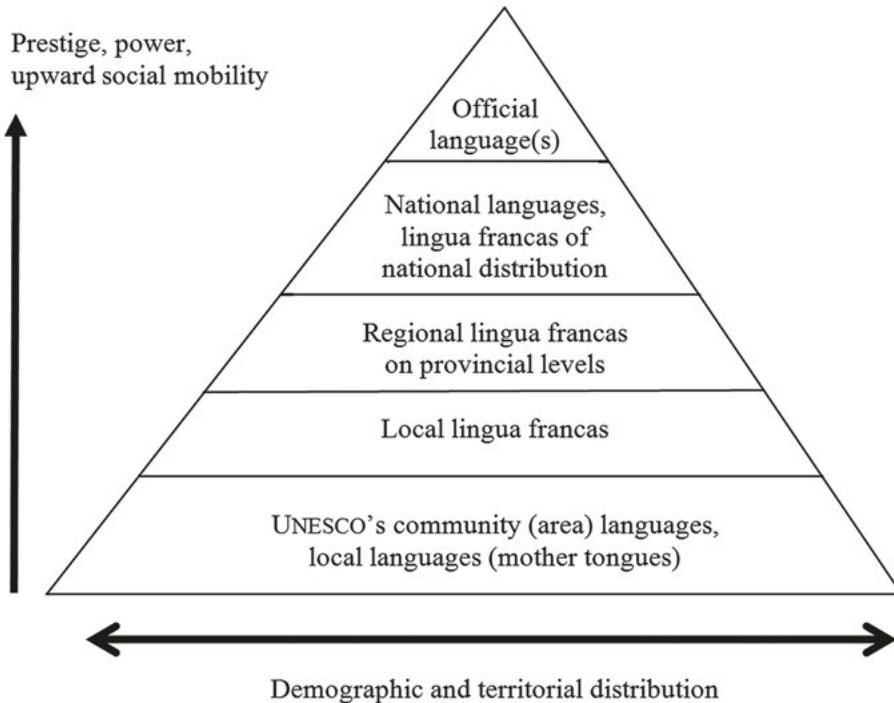 Prestige, power,
upward social mobility
Official
language(s)
National languages,
lingua francas of
national distribution
Regional lingua francas
on provincial levels
Local lingua francas
UNESCO's community (area) languages,
local languages (mother tongues)
Demographic and territorial distribution